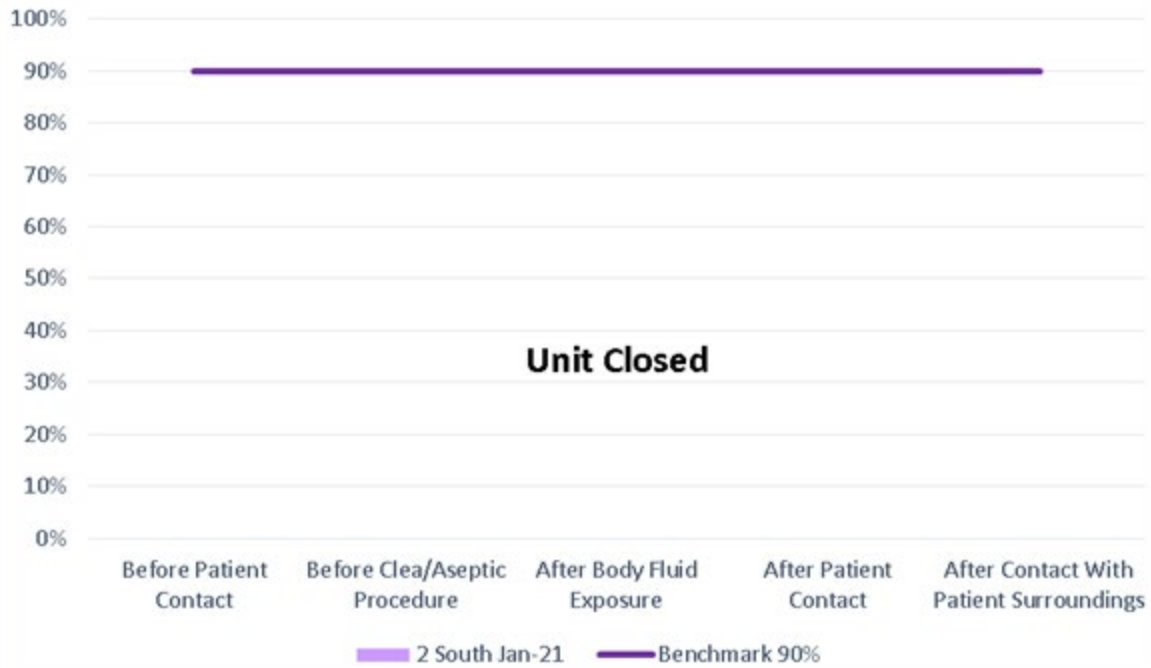 100%
90%
80%
70%
60%
50%
40%
Unit Closed
30%
20%
10%
0%
Before Patient Contact
Before Clea/Aseptic Procedure
After Body Fluid Exposure
After Patient Contact
After Contact With Patient Surroundings
2 South Jan-21
Benchmark 90%